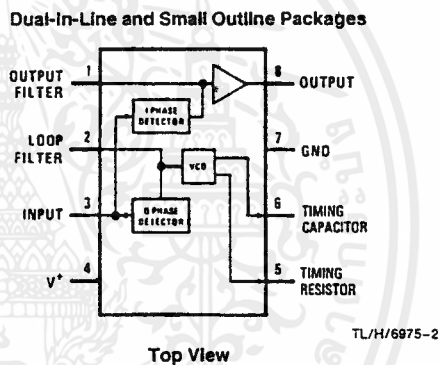 Dual-In-Line and Small Outline Packages
1
OUTPUT
FILTER
8
OUTPUT
I PHASE
DETECTOR
2
LOOP
FILTER
7
GND
VCO
3
INPUT
Q PHASE
DETECTOR
6
TIMING
CAPACITOR
4
V+
5
TIMING
RESISTOR
TL/H/6975-2
Top View